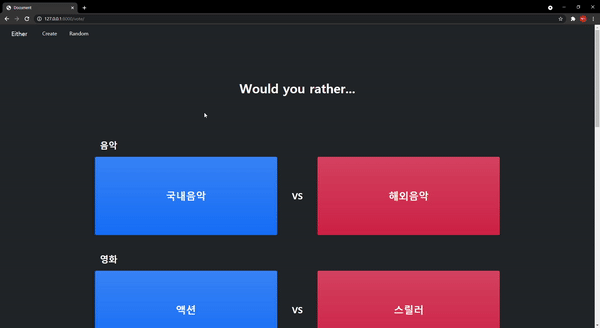 Document
127.0.0.1:8000/vote/
Either Create Random
Would you rather...
음악
국내음악 VS 해외음악
영화
액션 VS 스릴러